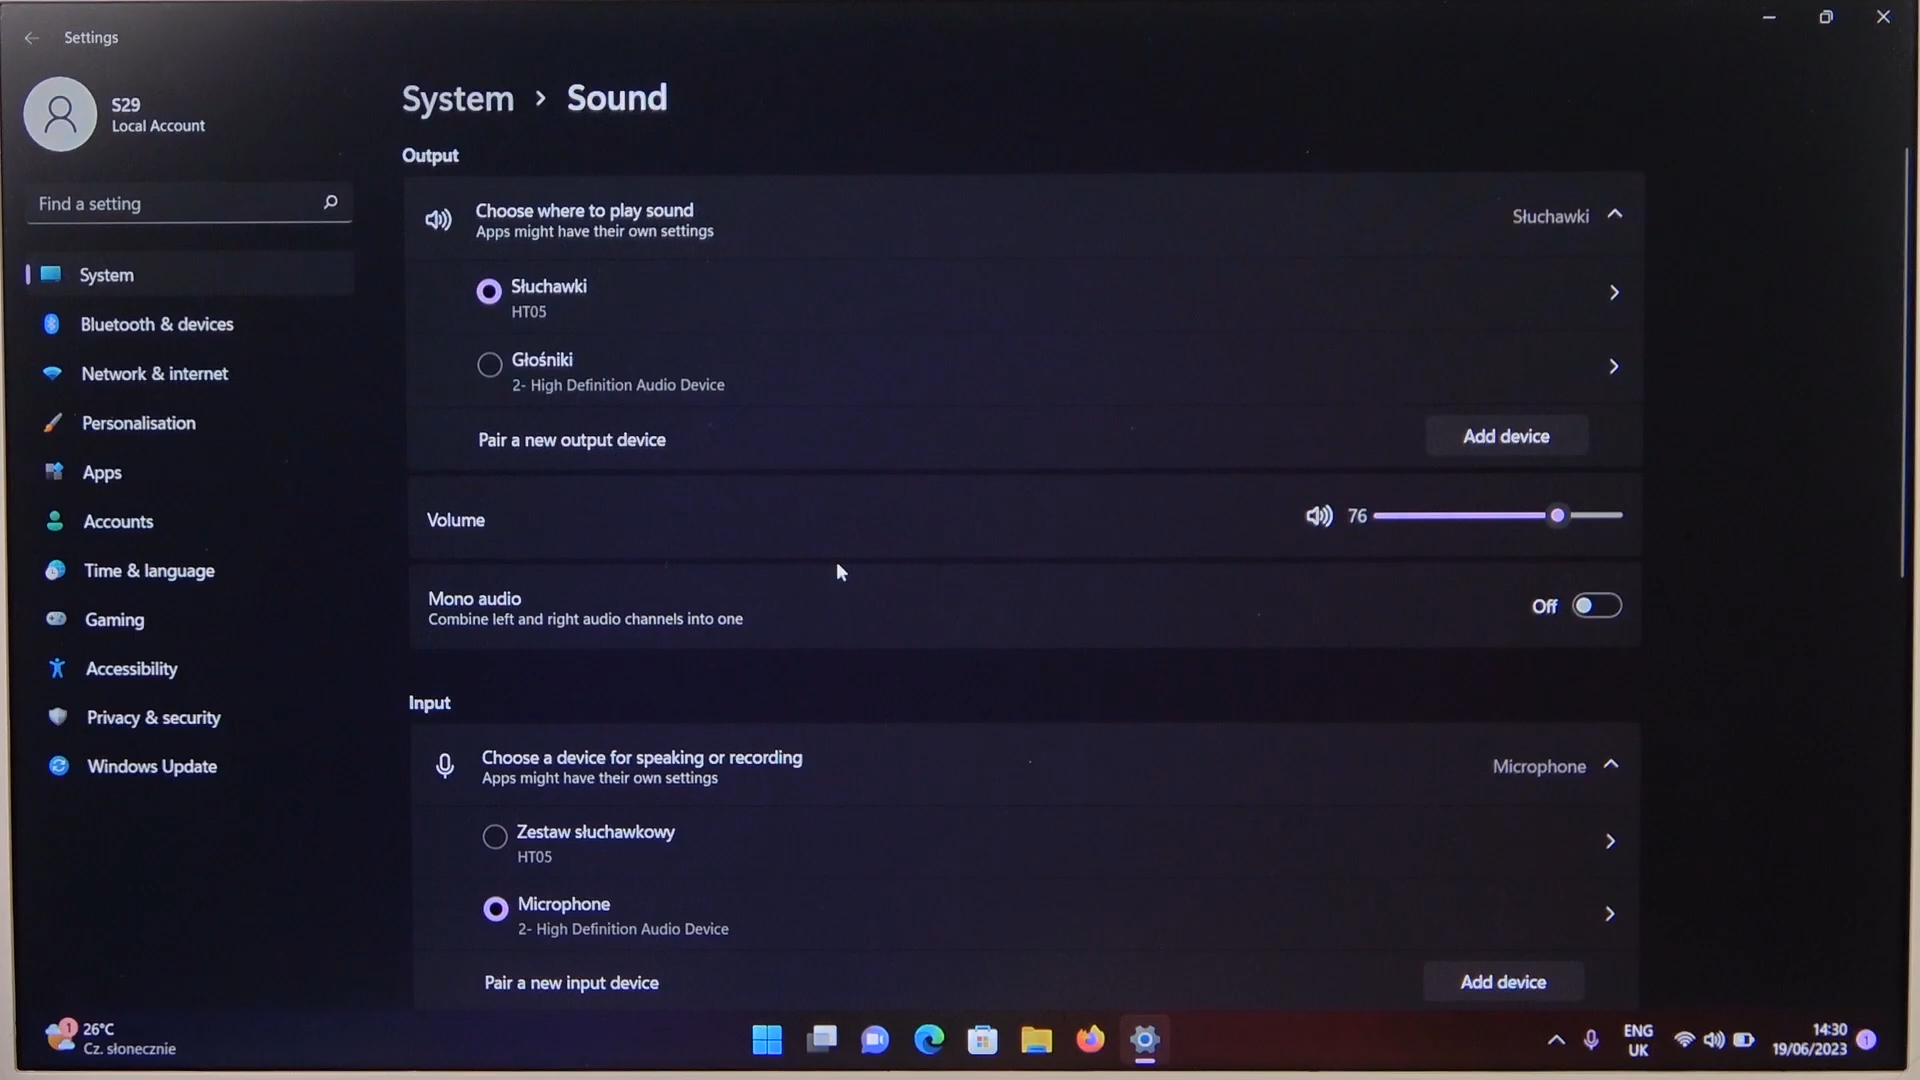 Settings
S29
Local Account
Find a setting
System
Bluetooth & devices
Network & internet
Personalisation
Apps
Accounts
Time & language
Gaming
Accessibility
Privacy & security
Windows Update
System > Sound
Output
Choose where to play sound
Apps might have their own settings
Słuchawki
Słuchawki
HT05
Głośniki
2- High Definition Audio Device
Pair a new output device
Add device
Volume
76
Mono audio
Combine left and right audio channels into one
Off
Input
Choose a device for speaking or recording
Apps might have their own settings
Microphone
Zestaw słuchawkowy
HT05
Microphone
2- High Definition Audio Device
Pair a new input device
Add device
1
26°C
Cz. słonecznie
ENG
UK
14:30
19/06/2023
1